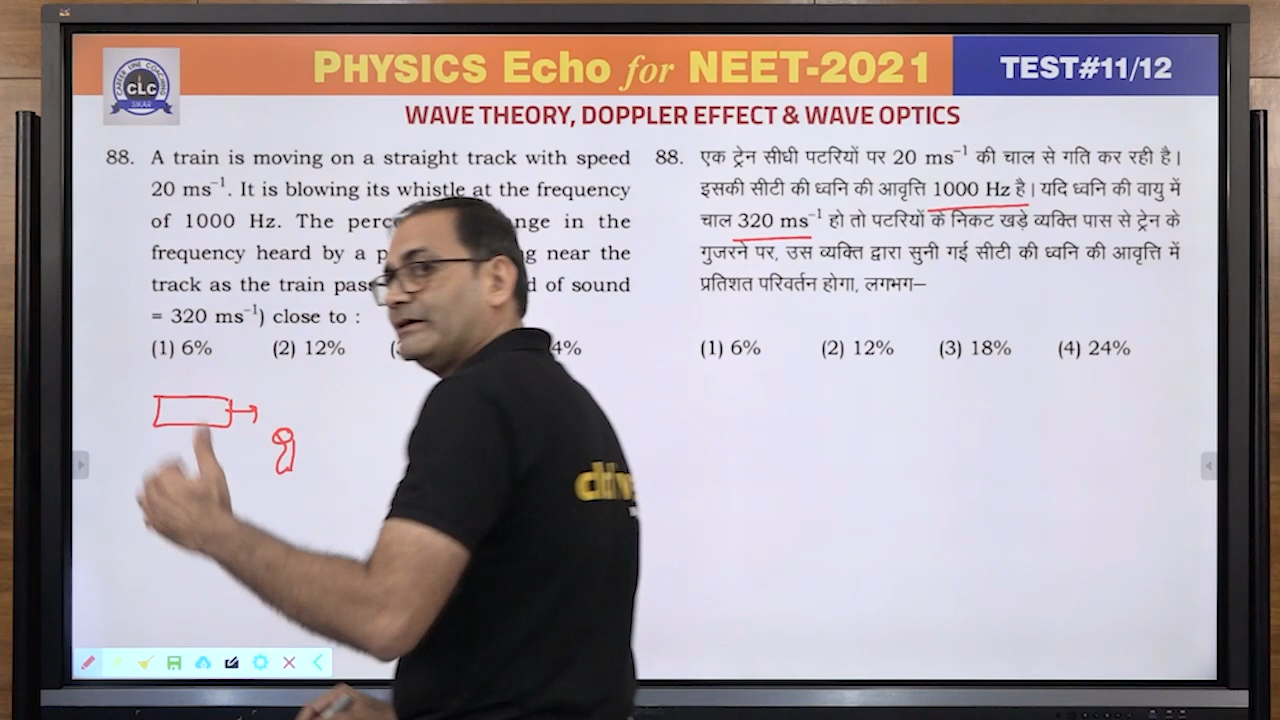 PHYSICS Echo for NEET-2021
TEST#11/12
CAREER LINE COACHING
CLC
SIKAR
WAVE THEORY, DOPPLER EFFECT & WAVE OPTICS
88. A train is moving on a straight track with speed
20 ms⁻¹. It is blowing its whistle at the frequency
of 1000 Hz. The
frequency heard by a near the
track as the train of sound
= 320 ms⁻¹) close to :
(1) 6% (2) 12% 4%
88. एक ट्रेन सीधी पटरियों पर 20 ms⁻¹ की चाल से गति कर रही है।
इसकी सीटी की ध्वनि की आवृत्ति 1000 Hz है। यदि ध्वनि की वायु में
चाल 320 ms⁻¹ हो तो पटरियों के निकट खड़े व्यक्ति पास से ट्रेन के
गुजरने पर, उस व्यक्ति द्वारा सुनी गई सीटी की ध्वनि की आवृत्ति में
प्रतिशत परिवर्तन होगा, लगभग–
(1) 6% (2) 12% (3) 18% (4) 24%